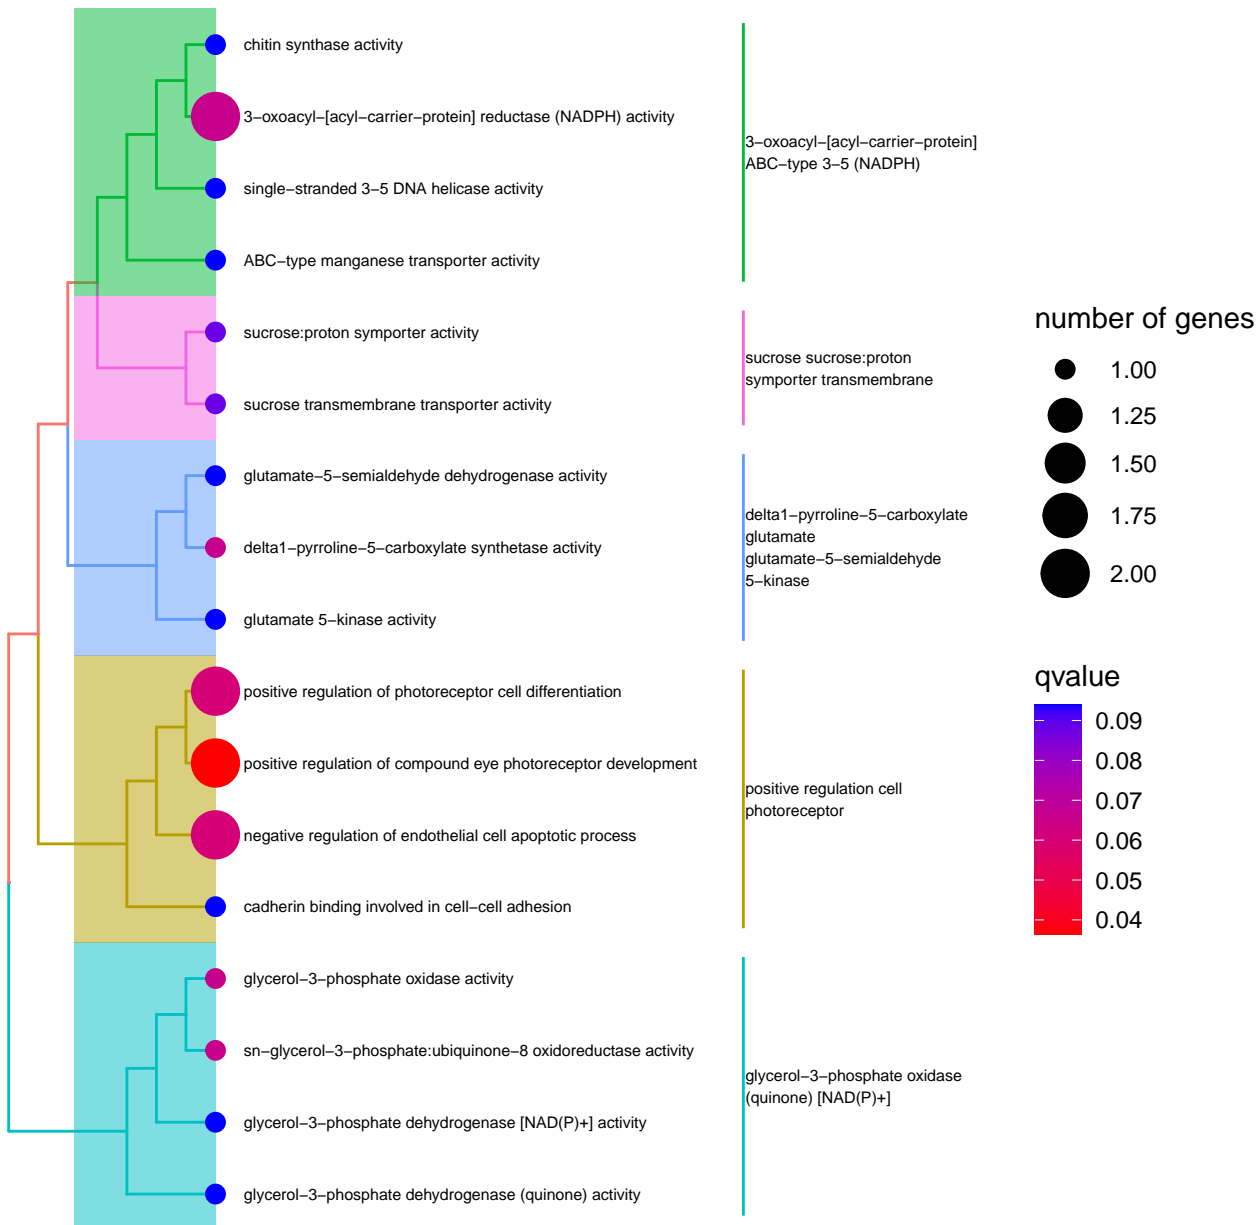 chitin synthase activity
3−oxoacyl−[acyl−carrier−protein] reductase (NADPH) activity
single−stranded 3−5 DNA helicase activity
ABC−type manganese transporter activity
sucrose:proton symporter activity
sucrose transmembrane transporter activity
glutamate−5−semialdehyde dehydrogenase activity
delta1−pyrroline−5−carboxylate synthetase activity
glutamate 5−kinase activity
positive regulation of photoreceptor cell differentiation
positive regulation of compound eye photoreceptor development
negative regulation of endothelial cell apoptotic process
cadherin binding involved in cell−cell adhesion
glycerol−3−phosphate oxidase activity
sn−glycerol−3−phosphate:ubiquinone−8 oxidoreductase activity
glycerol−3−phosphate dehydrogenase [NAD(P)+] activity
glycerol−3−phosphate dehydrogenase (quinone) activity
3−oxoacyl−[acyl−carrier−protein]
ABC−type 3−5 (NADPH)
sucrose sucrose:proton
symporter transmembrane
delta1−pyrroline−5−carboxylate
glutamate
glutamate−5−semialdehyde
5−kinase
positive regulation cell
photoreceptor
glycerol−3−phosphate oxidase
(quinone) [NAD(P)+]
number of genes
1.00
1.25
1.50
1.75
2.00
qvalue
0.09
0.08
0.07
0.06
0.05
0.04